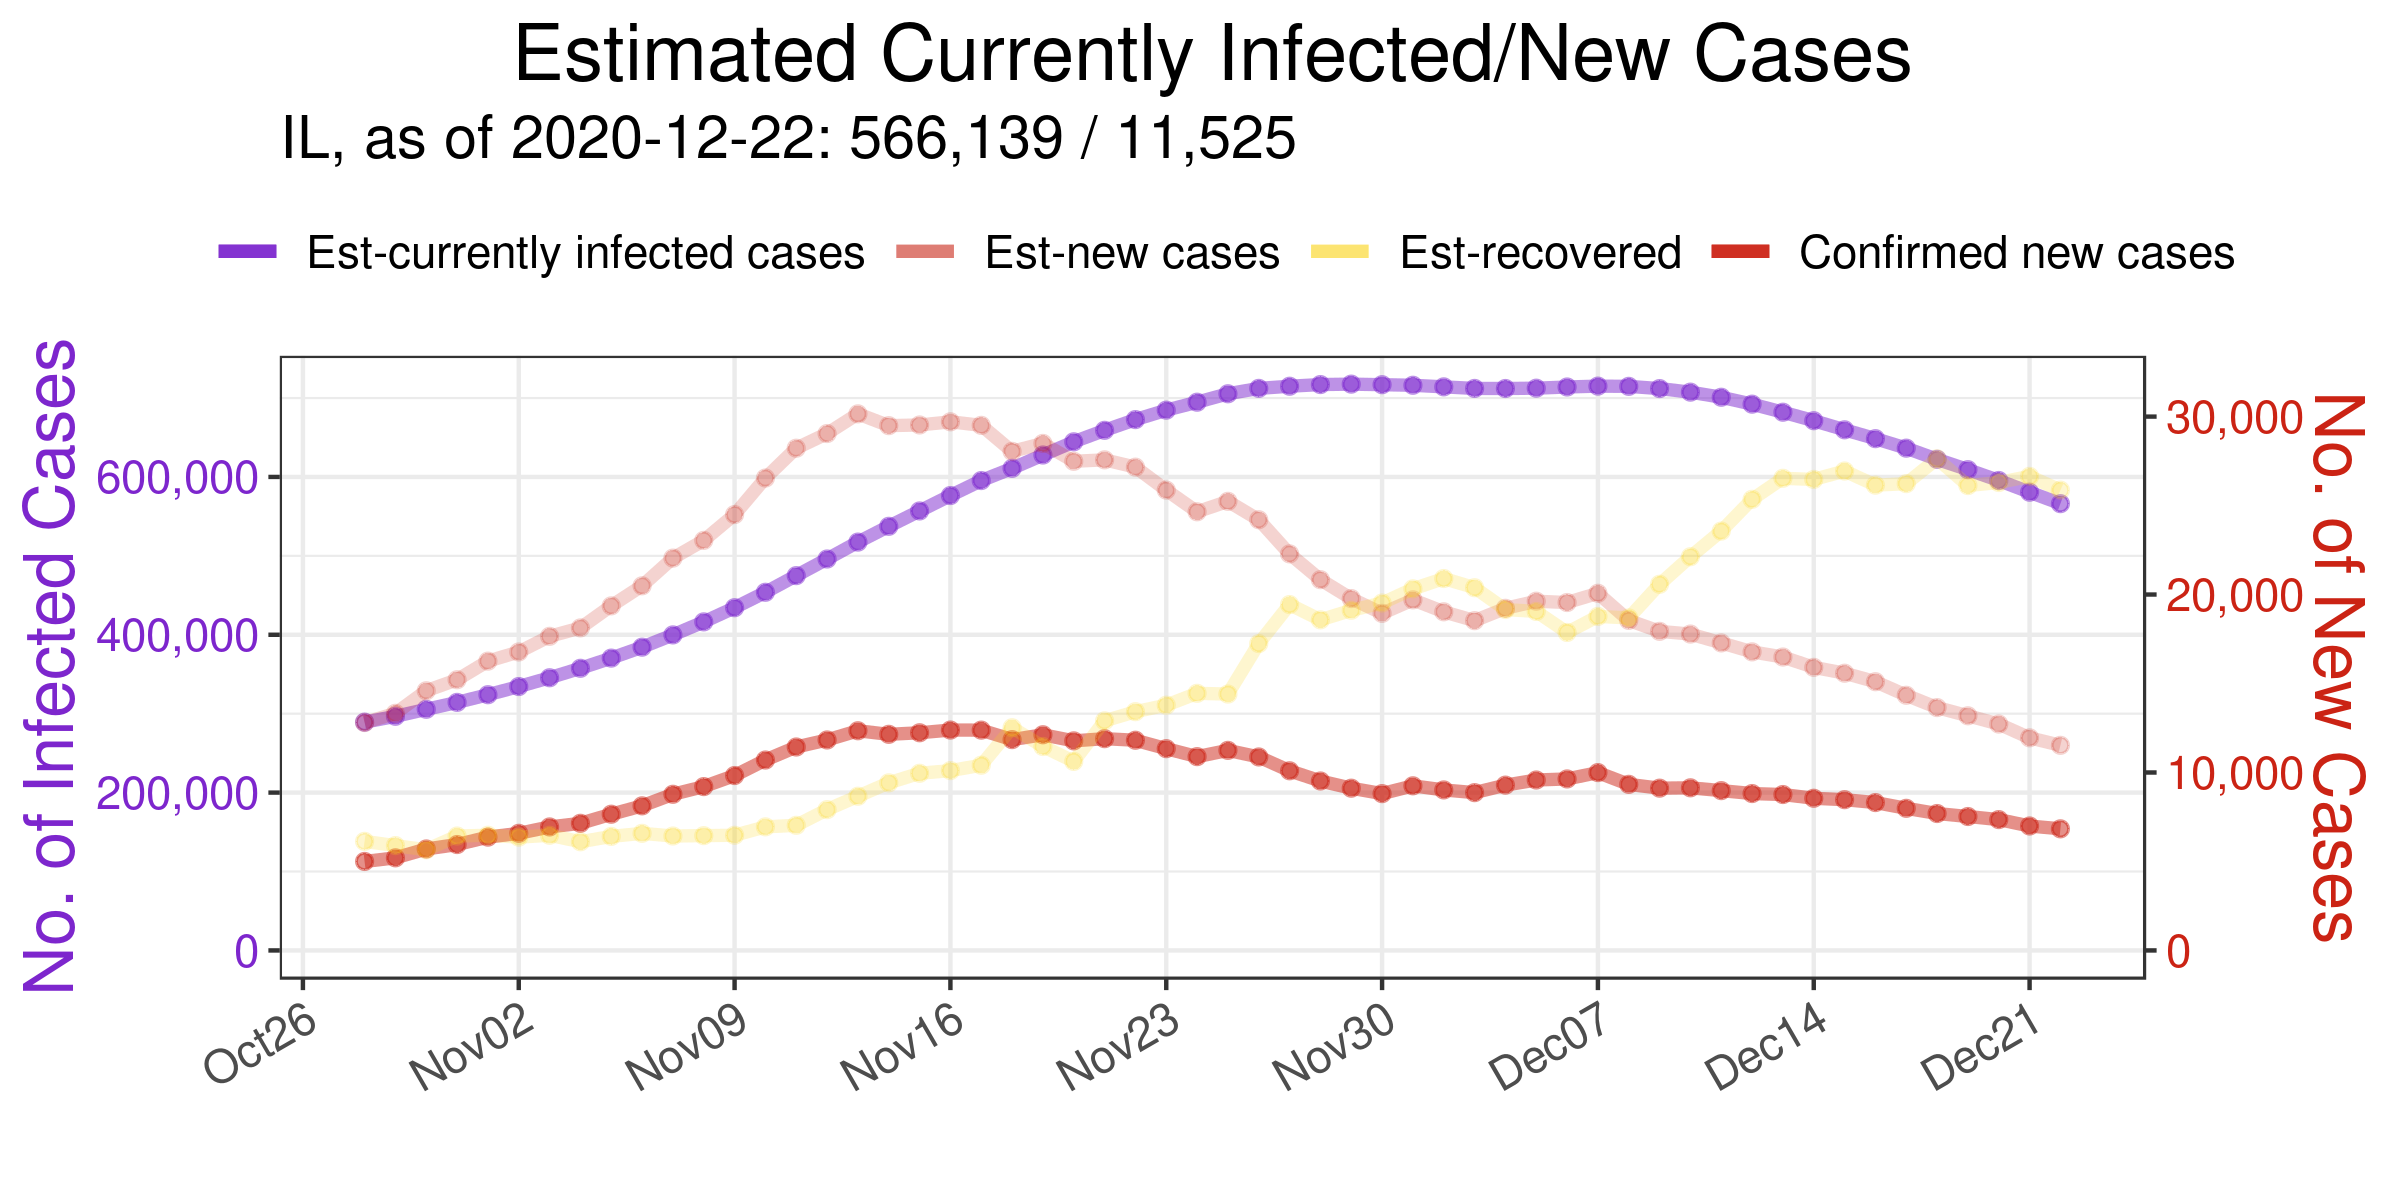 Estimated Currently Infected/New Cases
IL, as of 2020-12-22: 566,139 / 11,525
Est-currently infected cases
Est-new cases
Est-recovered
Confirmed new cases
No. of Infected Cases
600,000
400,000
200,000
0
30,000
20,000
10,000
0
No. of New Cases
Oct26
Nov02
Nov09
Nov16
Nov23
Nov30
Dec07
Dec14
Dec21